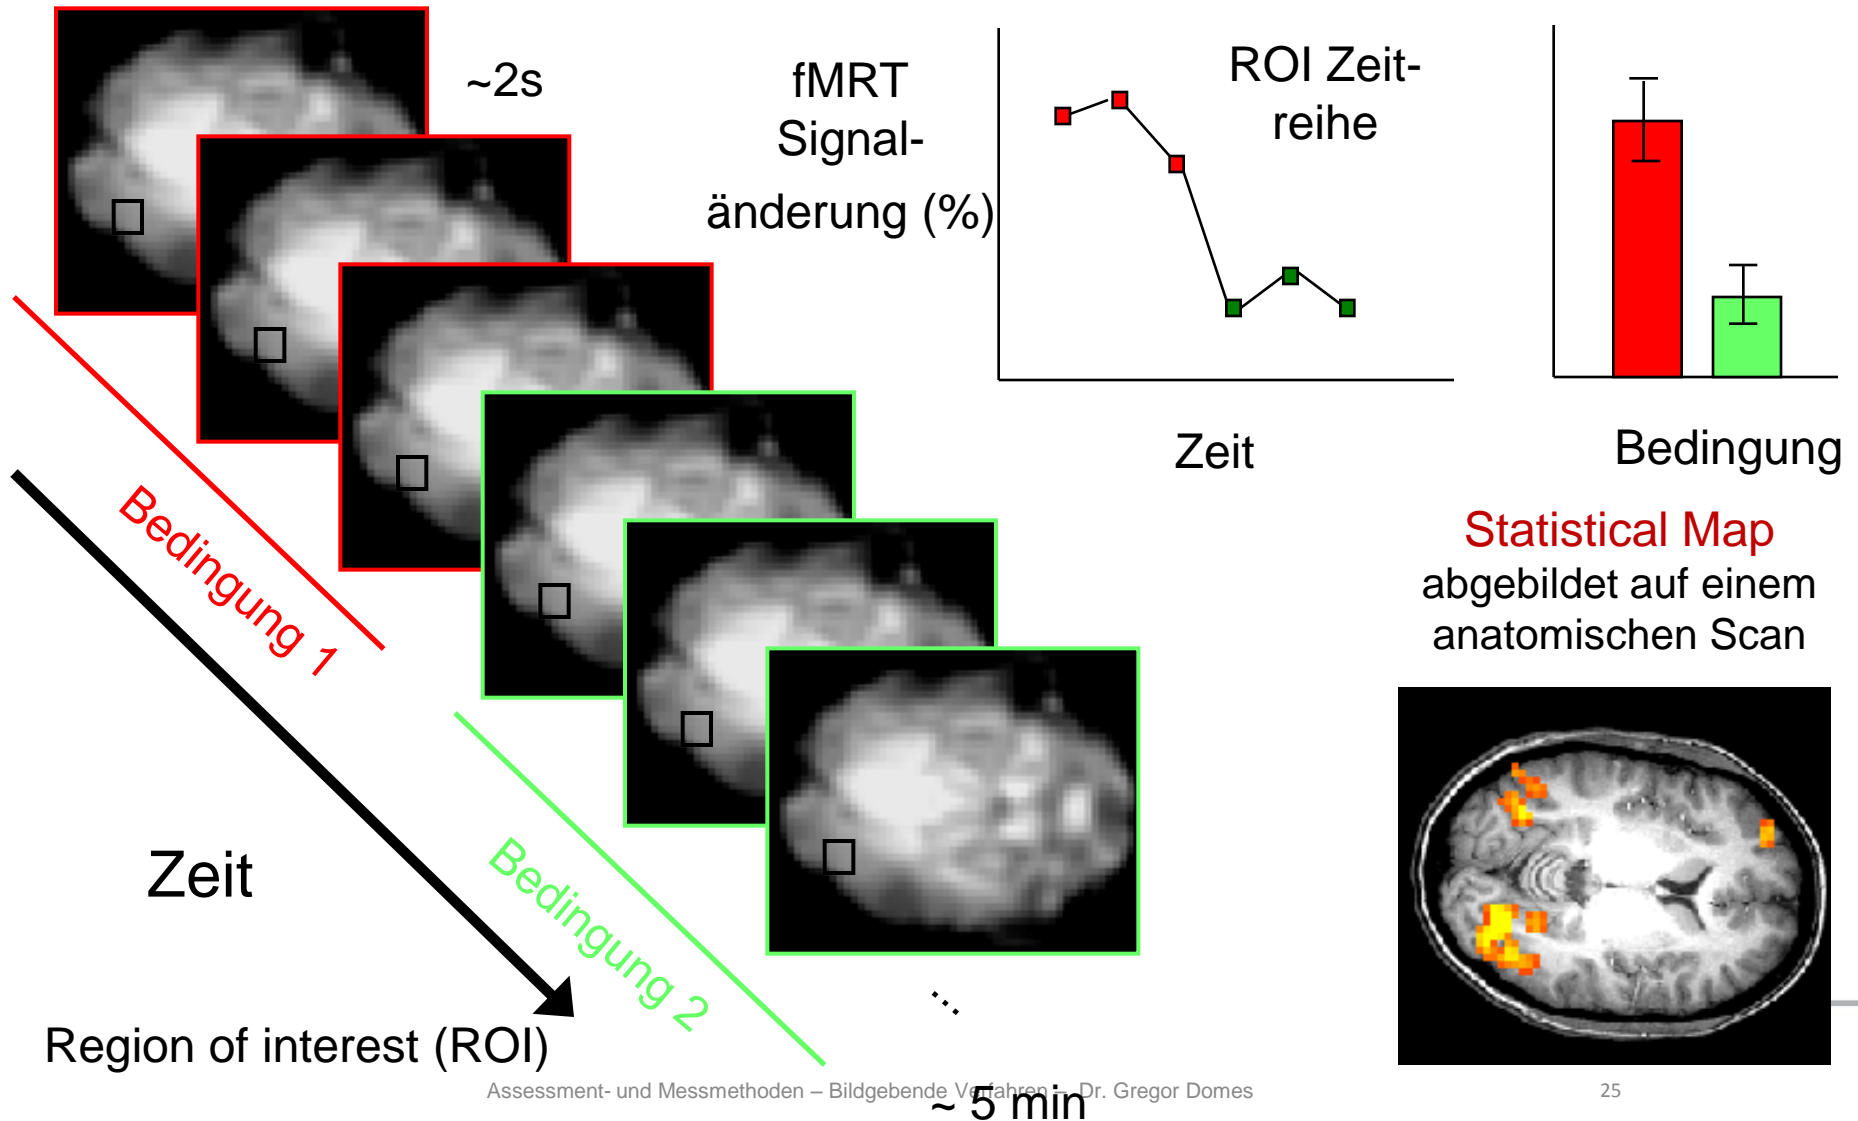 ~2s
fMRT
Signal-
änderung (%)
ROI Zeit-
reihe
Zeit
Bedingung
Statistical Map
abgebildet auf einem
anatomischen Scan
Bedingung 1
Bedingung 2
Zeit
Region of interest (ROI)
...
~ 5 min
Assessment- und Messmethoden – Bildgebende Verfahren – Dr. Gregor Domes
25